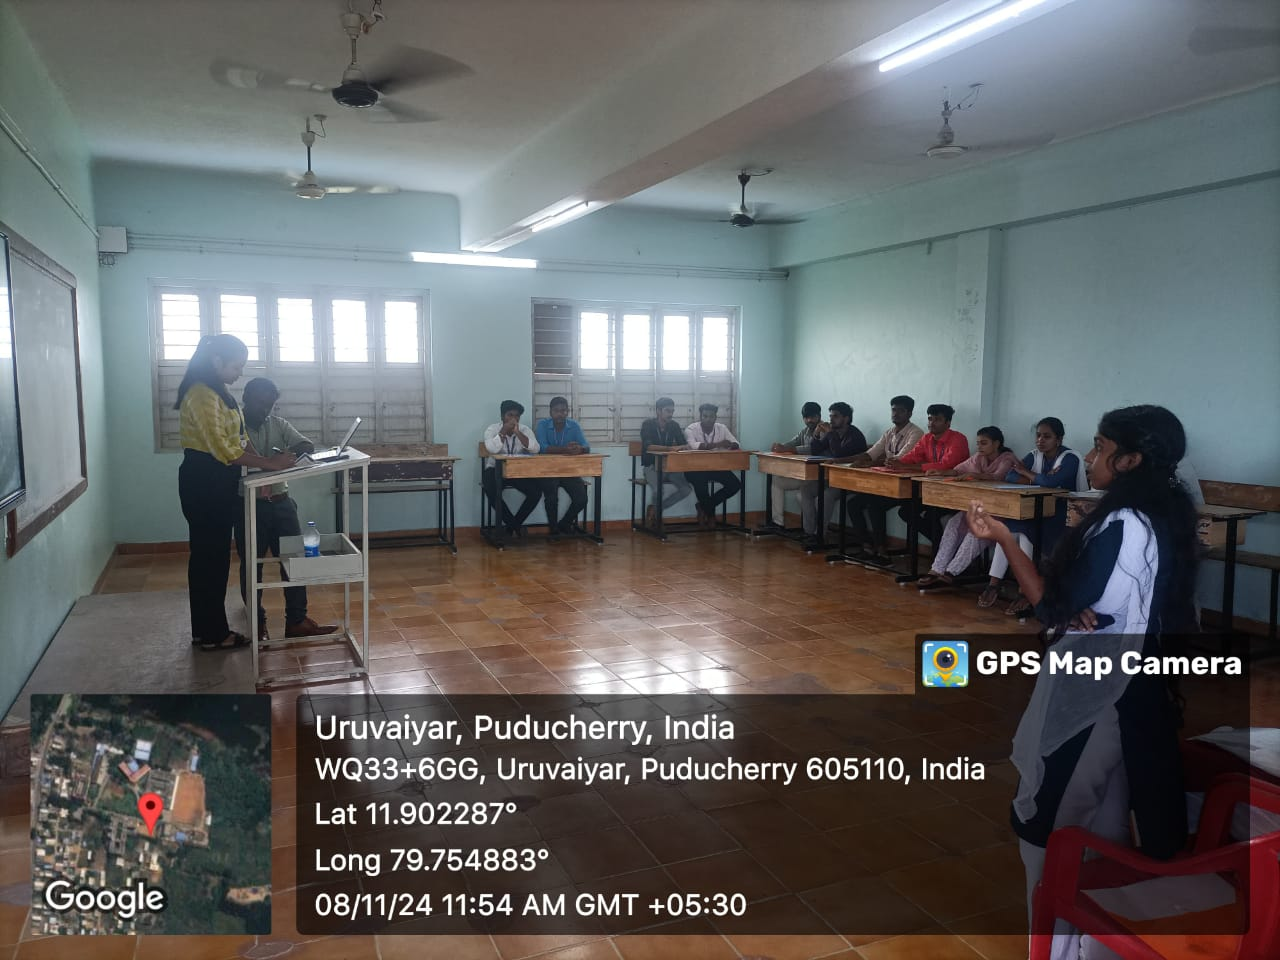 GPS Map Camera
Uruvaiyar, Puducherry, India
WQ33+6GG, Uruvaiyar, Puducherry 605110, India
Lat 11.902287°
Long 79.754883°
08/11/24 11:54 AM GMT +05:30
Google